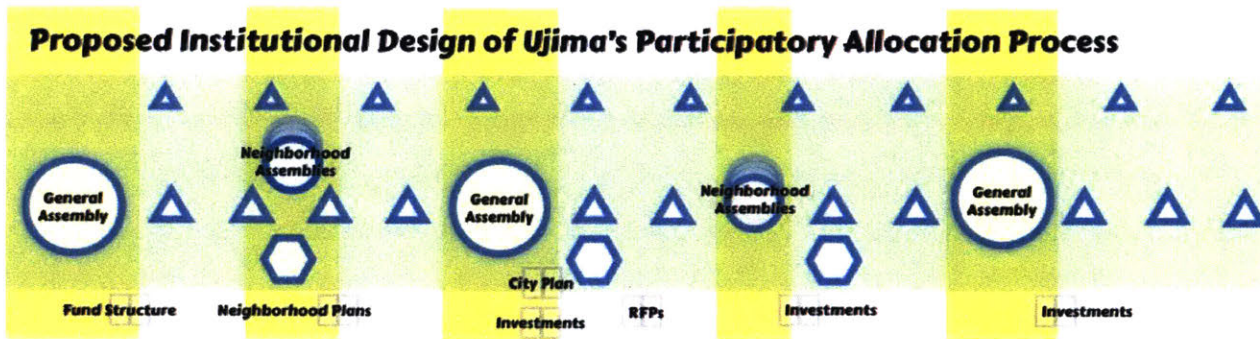 Proposed Institutional Design of Ujima's Participatory Allocation Process
Neighborhood
Assemblies
General
Assembly
General
Assembly
Neighborhood
Assemblies
General
Assembly
City Plan
Fund Structure
Neighborhood Plans
Investments
RFPs
Investments
Investments